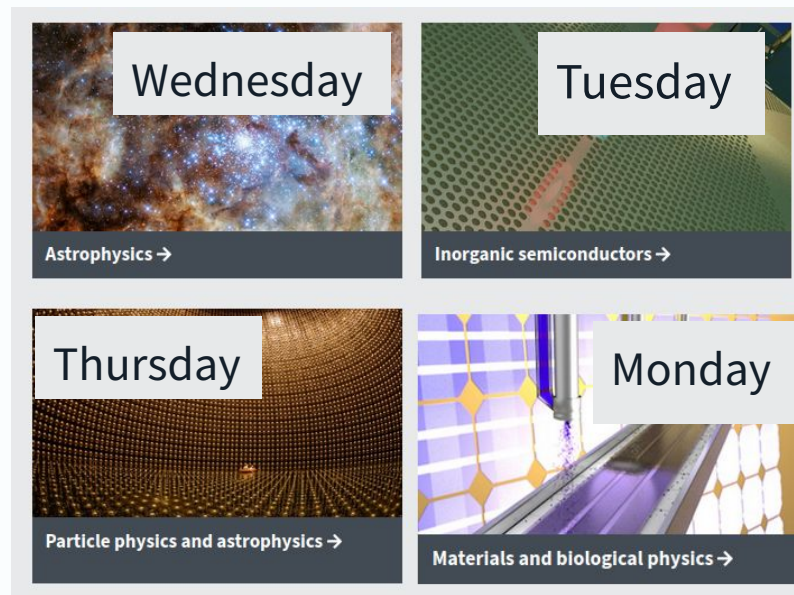 Wednesday
Tuesday
Astrophysics →
Inorganic semiconductors →
Thursday
Monday
Particle physics and astrophysics →
Materials and biological physics →